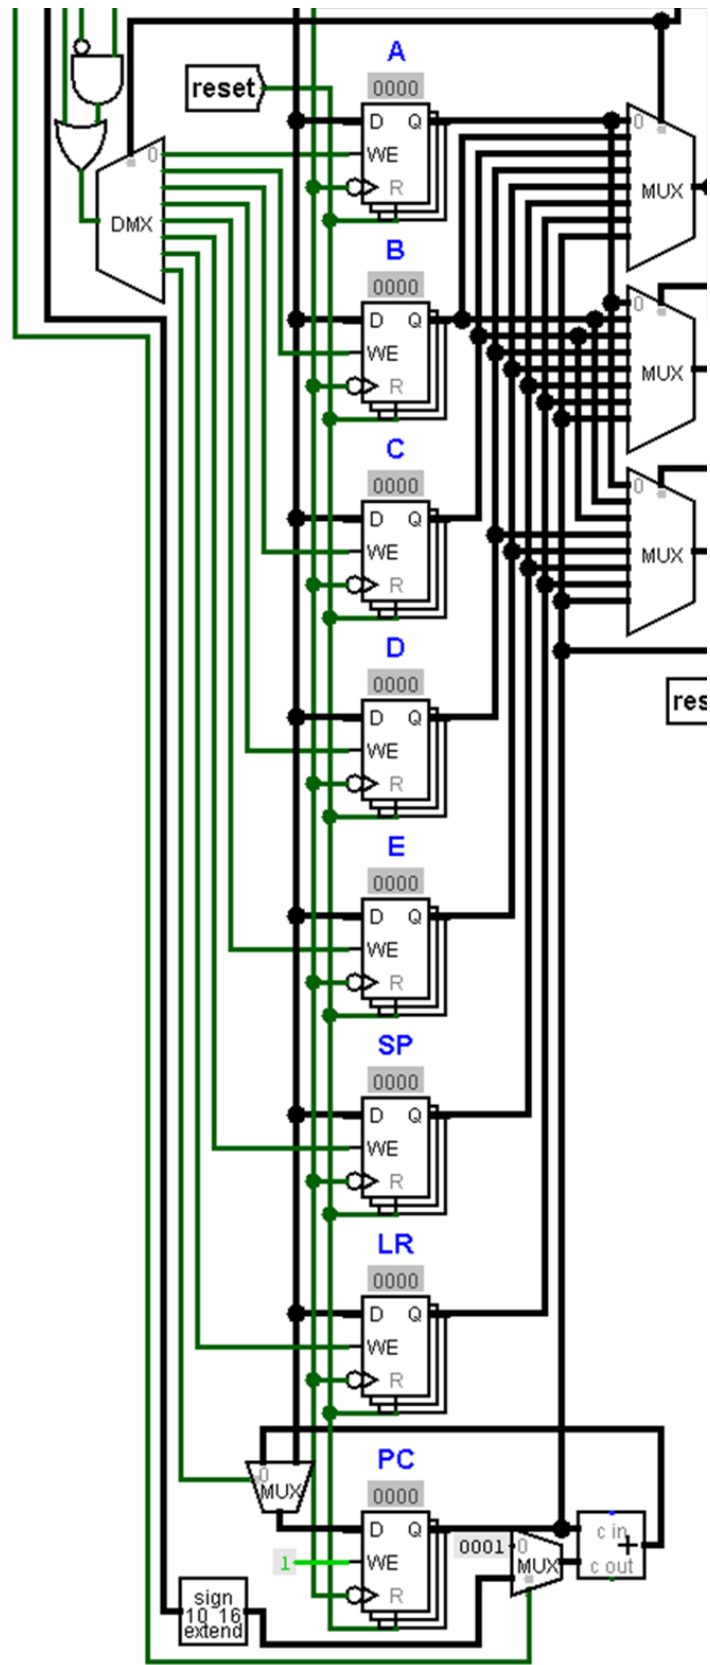 A
reset
0000
D Q
0
MUX
0
WE
DMX
R
B
0000
0
D Q
WE
MUX
R
C
0000
0
D Q
WE
MUX
R
D
0000
res
D Q
WE
R
E
0000
D Q
WE
R
SP
0000
D Q
WE
R
LR
0000
D Q
WE
R
PC
0
MUX
0000
D Q
c in
+
0001
0
c out
MUX
1
WE
R
sign
10 16
extend